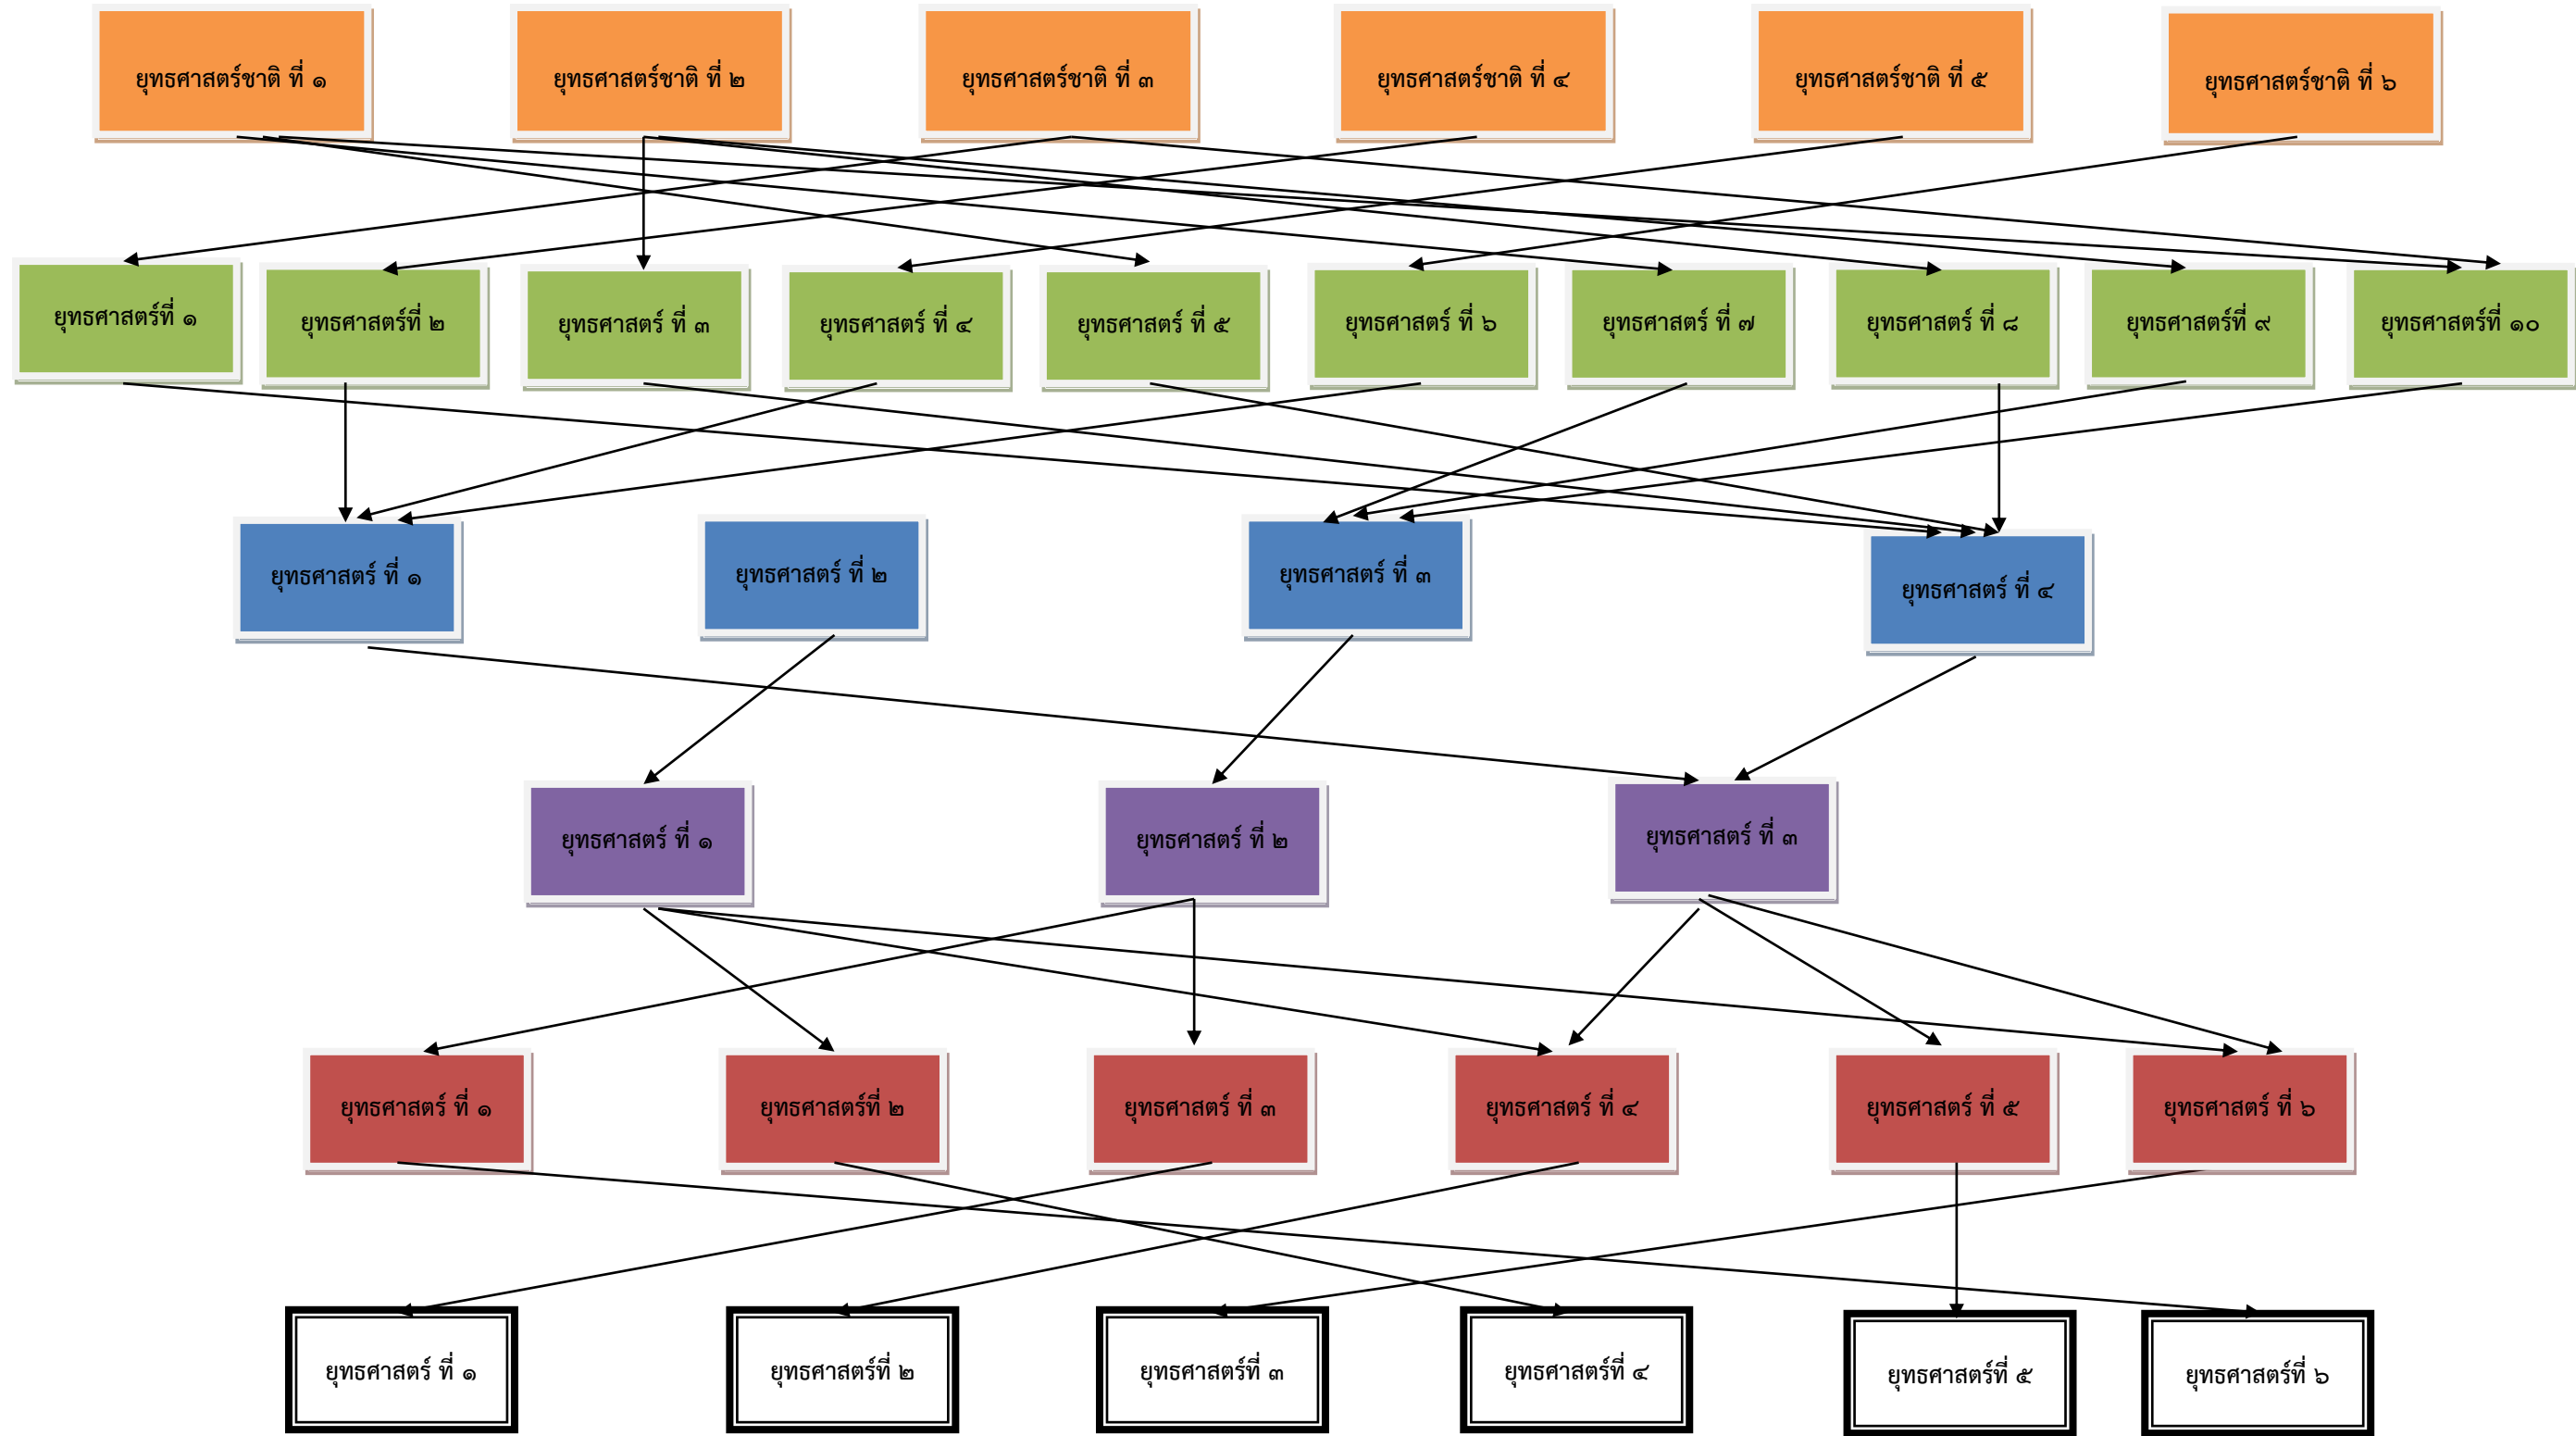 ยุทธศาสตร์ชาติ ที่ ๑
ยุทธศาสตร์ชาติ ที่ ๒
ยุทธศาสตร์ชาติ ที่ ๓
ยุทธศาสตร์ชาติ ที่ ๔
ยุทธศาสตร์ชาติ ที่ ๕
ยุทธศาสตร์ชาติ ที่ ๖
ยุทธศาสตร์ที่ ๑
ยุทธศาสตร์ที่ ๒
ยุทธศาสตร์ ที่ ๓
ยุทธศาสตร์ ที่ ๔
ยุทธศาสตร์ ที่ ๕
ยุทธศาสตร์ ที่ ๖
ยุทธศาสตร์ ที่ ๗
ยุทธศาสตร์ ที่ ๘
ยุทธศาสตร์ที่ ๙
ยุทธศาสตร์ที่ ๑๐
ยุทธศาสตร์ ที่ ๑
ยุทธศาสตร์ ที่ ๒
ยุทธศาสตร์ ที่ ๓
ยุทธศาสตร์ ที่ ๔
ยุทธศาสตร์ ที่ ๑
ยุทธศาสตร์ ที่ ๒
ยุทธศาสตร์ ที่ ๓
ยุทธศาสตร์ ที่ ๑
ยุทธศาสตร์ที่ ๒
ยุทธศาสตร์ ที่ ๓
ยุทธศาสตร์ ที่ ๔
ยุทธศาสตร์ ที่ ๕
ยุทธศาสตร์ ที่ ๖
ยุทธศาสตร์ ที่ ๑
ยุทธศาสตร์ที่ ๒
ยุทธศาสตร์ที่ ๓
ยุทธศาสตร์ที่ ๔
ยุทธศาสตร์ที่ ๕
ยุทธศาสตร์ที่ ๖